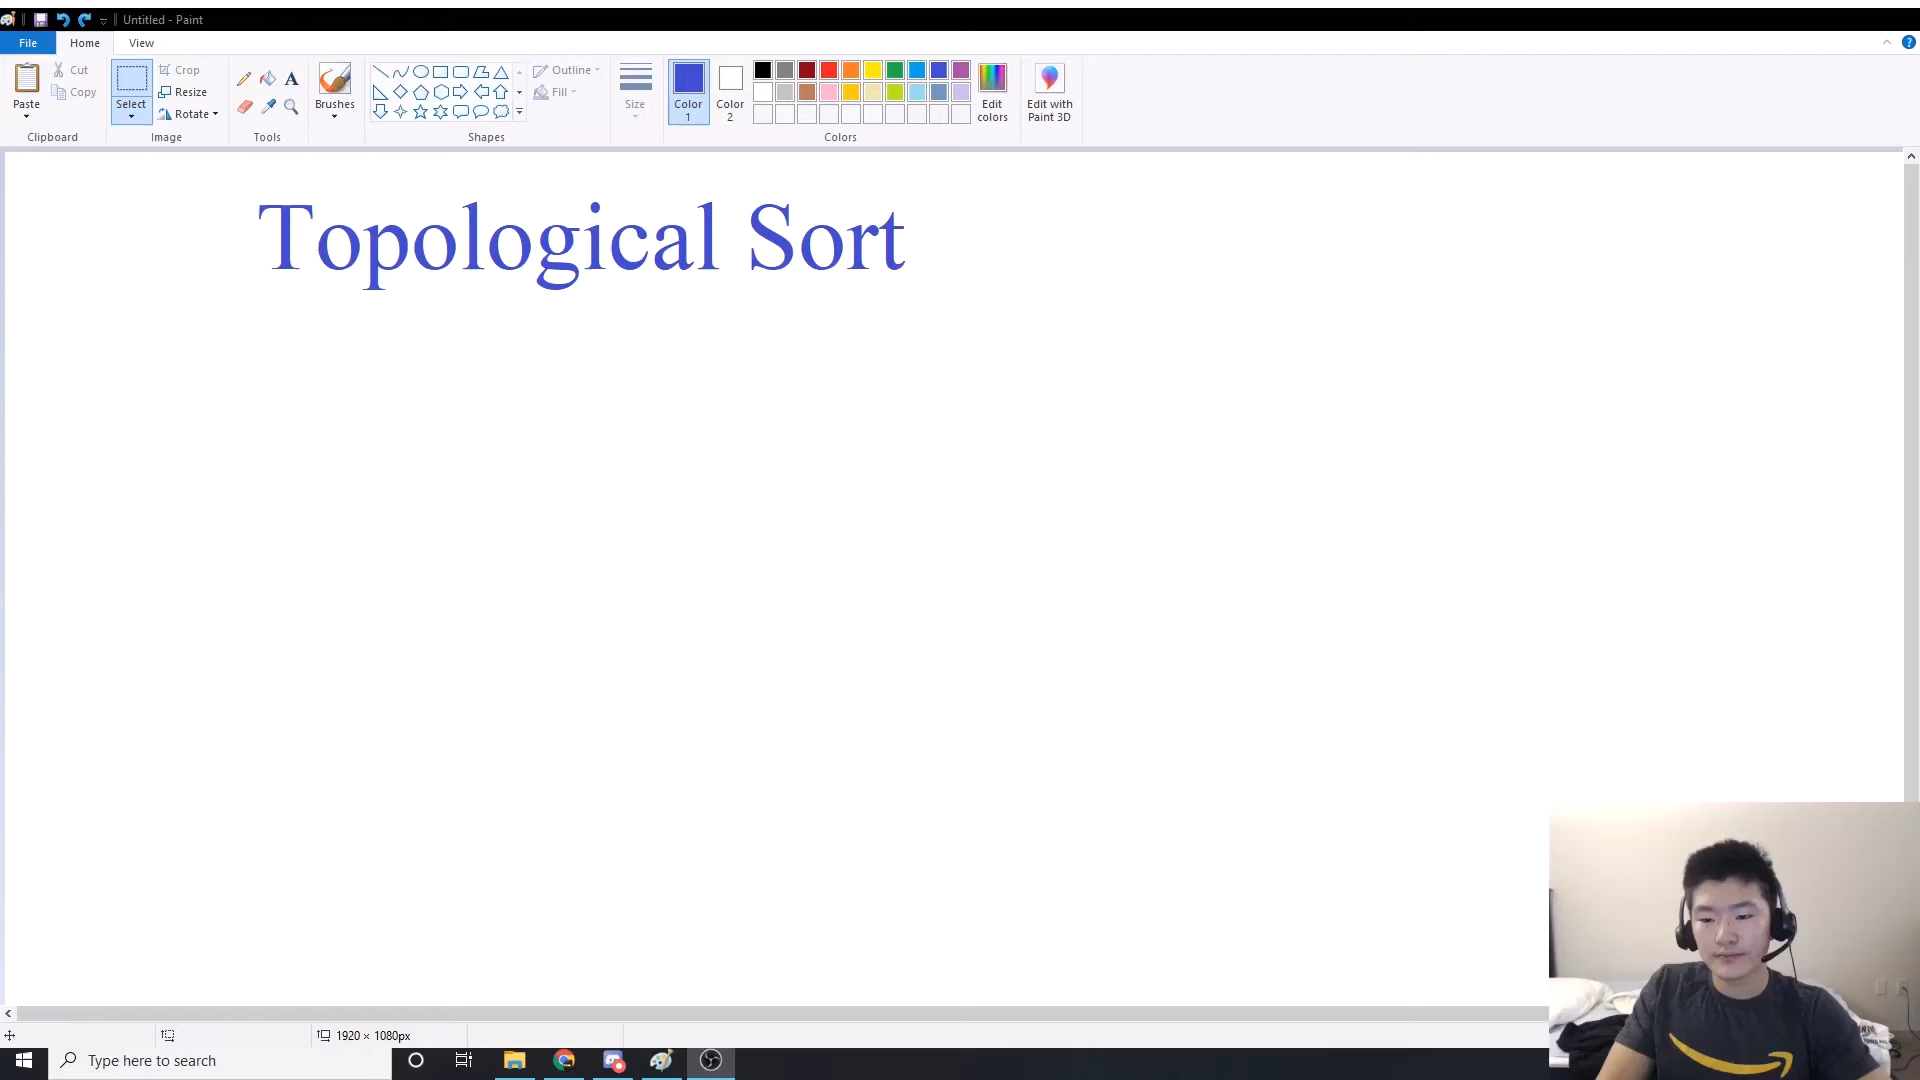 Untitled - Paint
File Home View
Paste
Cut
Copy
Clipboard
Select
Crop
Resize
Rotate
Image
A
Tools
Brushes
Shapes
Outline
Fill
Size
Color 1
Color 2
Colors
Edit colors
Edit with Paint 3D
?
Topological Sort
1920 × 1080px
Type here to search